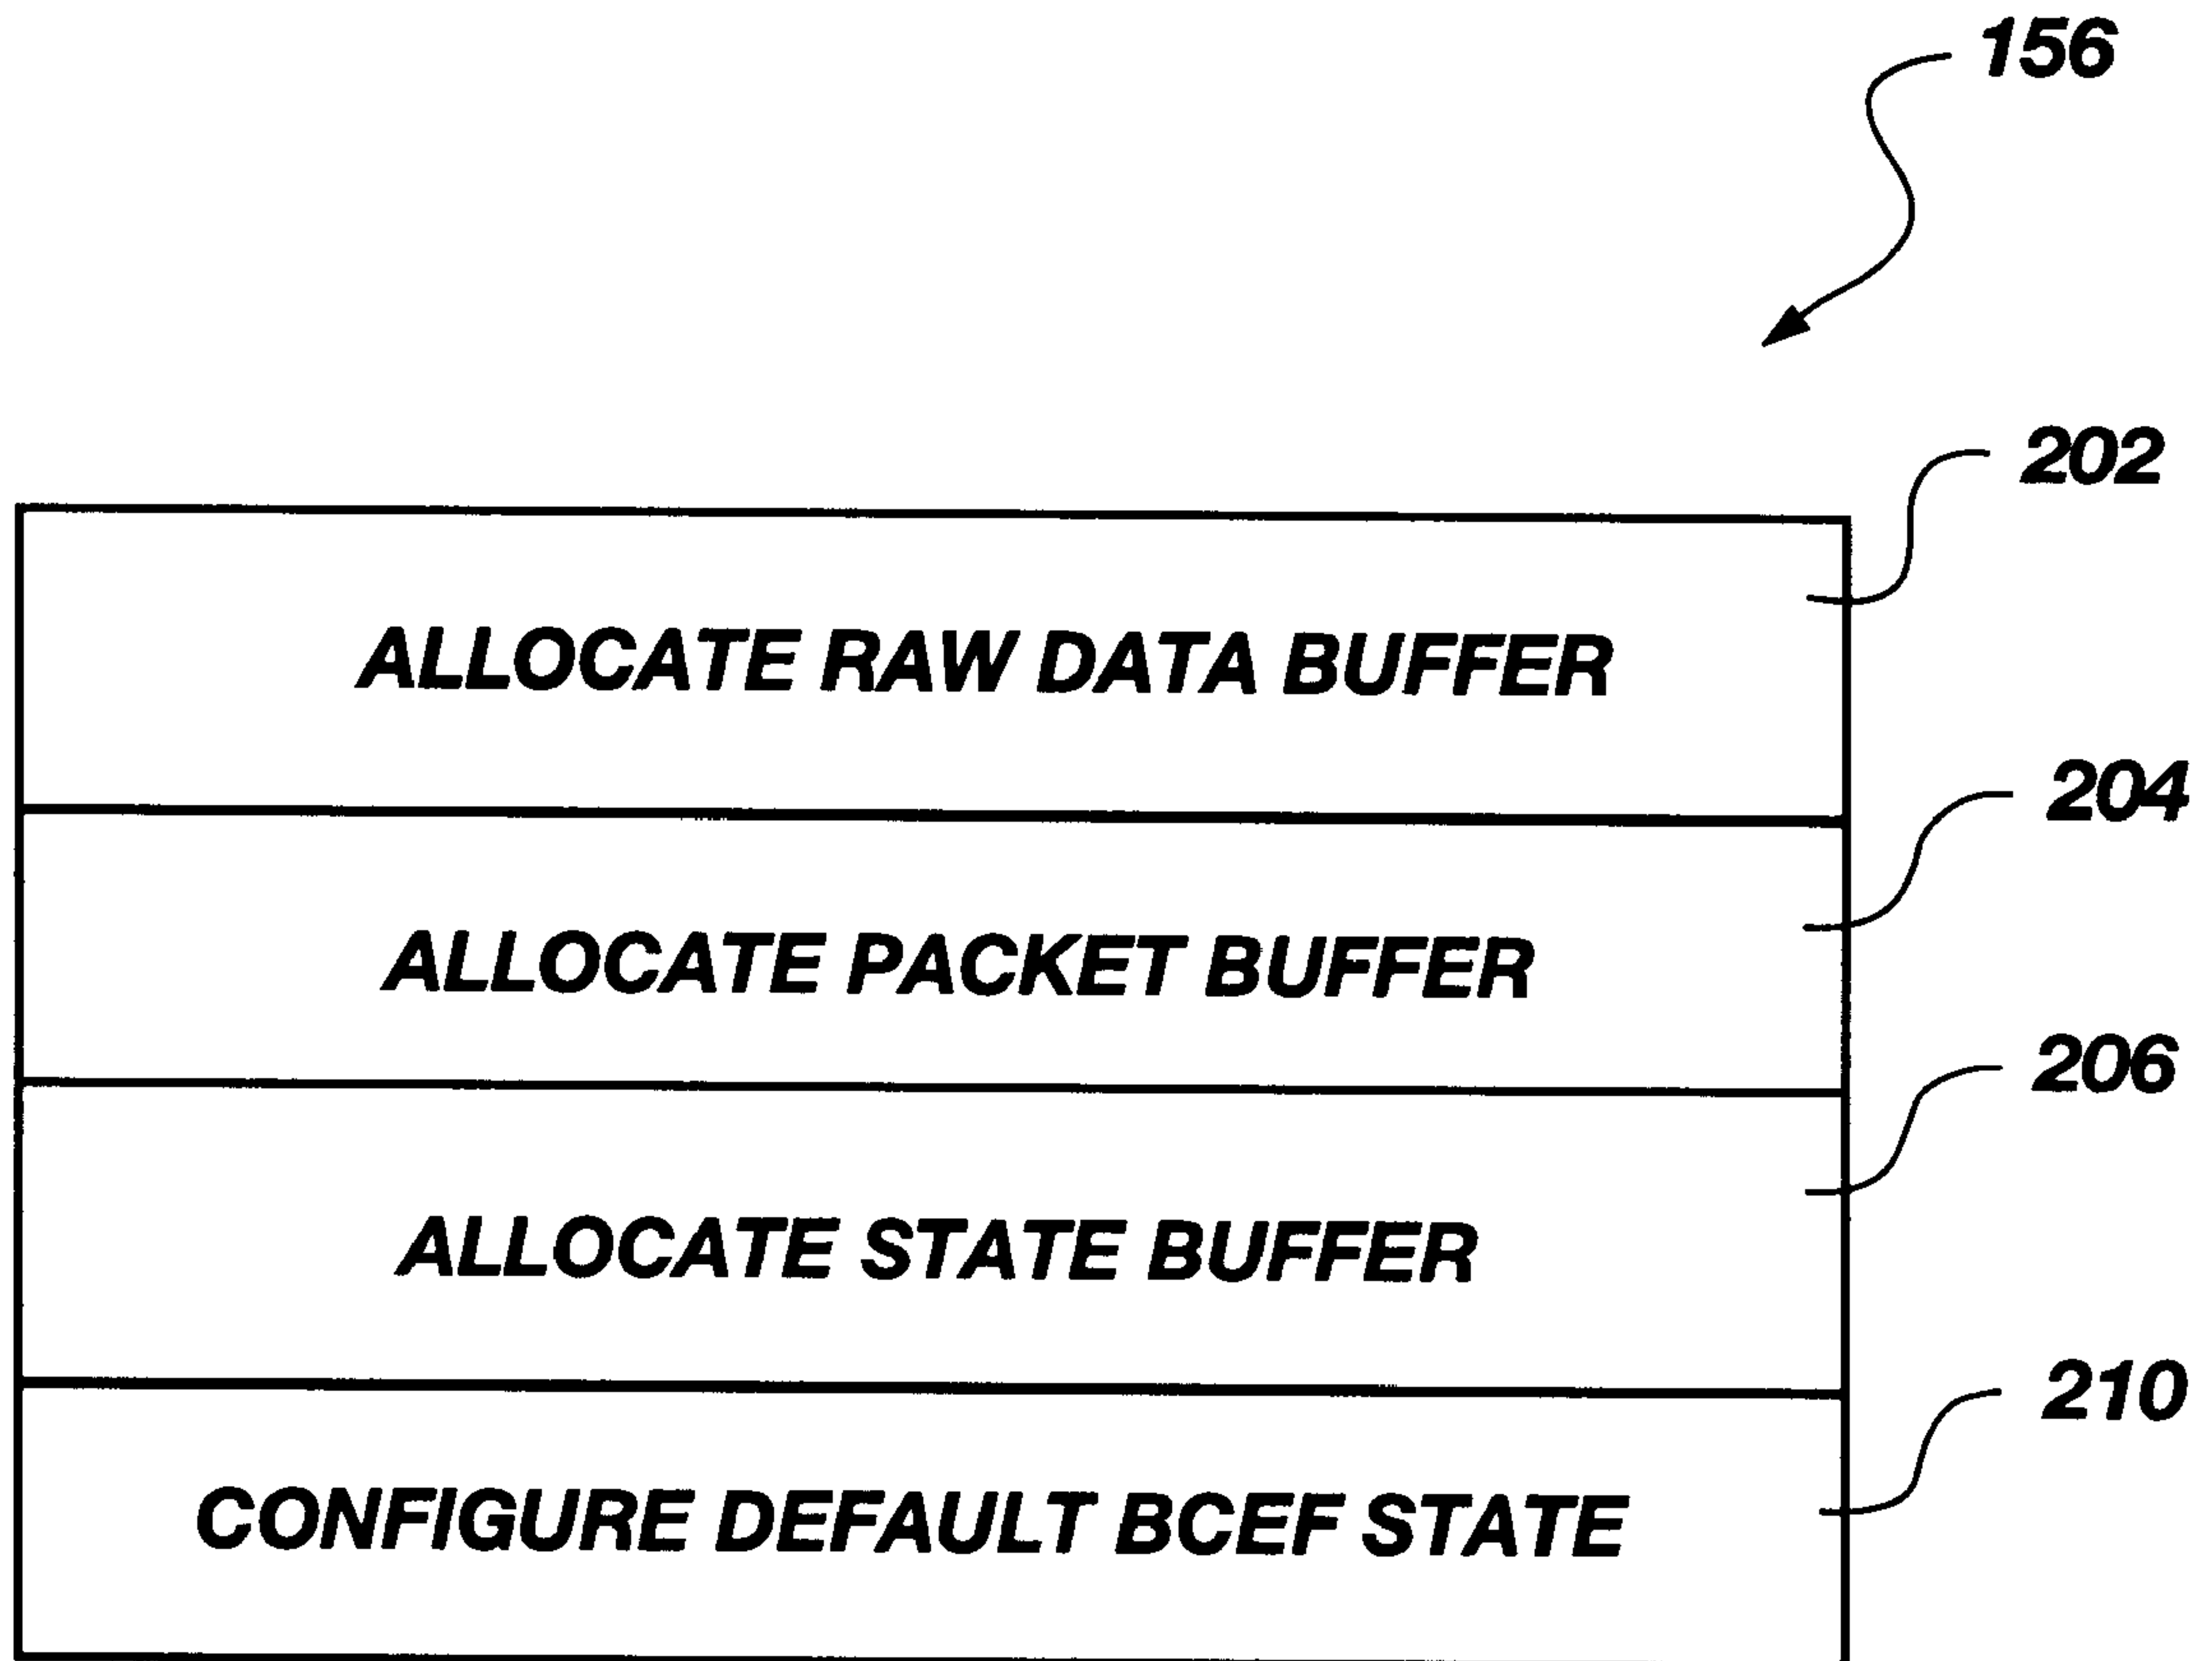 156
202
ALLOCATE RAW DATA BUFFER
204
ALLOCATE PACKET BUFFER
206
ALLOCATE STATE BUFFER
210
CONFIGURE DEFAULT BCEF STATE